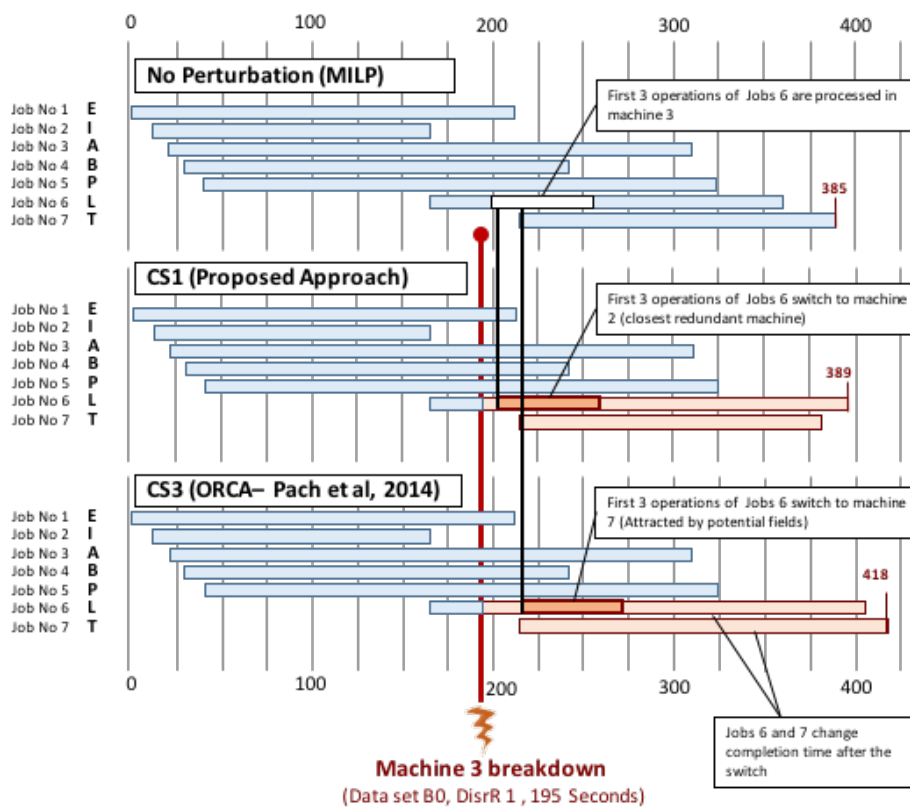 0 100 200 300 400
No Perturbation (MILP)
First 3 operations of Jobs 6 are processed in
machine 3
Job No 1 E
Job No 2 I
Job No 3 A
Job No 4 B
Job No 5 P
Job No 6 L
Job No 7 T
385
CS1 (Proposed Approach)
First 3 operations of Jobs 6 switch to machine
2 (closest redundant machine)
Job No 1 E
Job No 2 I
Job No 3 A
Job No 4 B
Job No 5 P
Job No 6 L
Job No 7 T
389
CS3 (ORCA– Pach et al, 2014)
First 3 operations of Jobs 6 switch to machine
7 (Attracted by potential fields)
Job No 1 E
Job No 2 I
Job No 3 A
Job No 4 B
Job No 5 P
Job No 6 L
Job No 7 T
418
0 100 200 300 400
Jobs 6 and 7 change
completion time after the
switch
Machine 3 breakdown
(Data set B0, DisrR 1 , 195 Seconds)